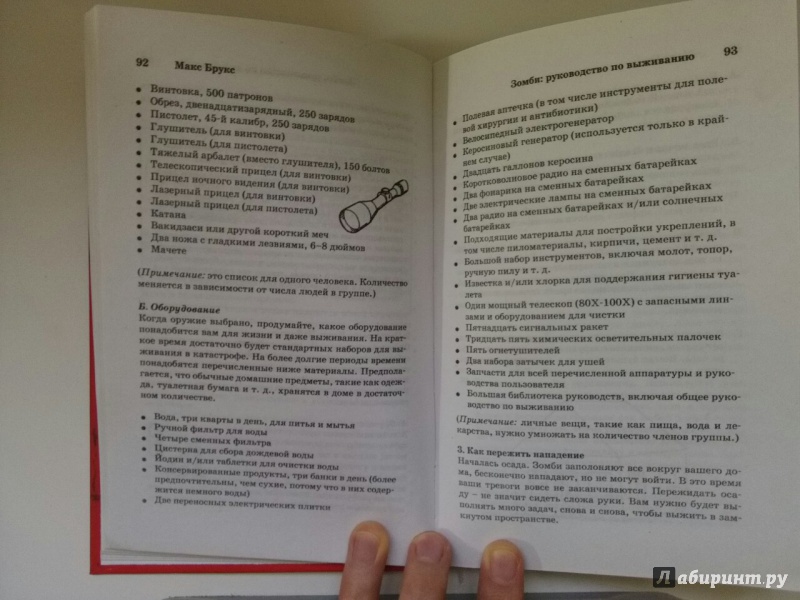 92 Макс Брукс
• Винтовка, 500 патронов
• Обрез, двенадцатизарядный, 250 зарядов
• Пистолет, 45-й калибр, 250 зарядов
• Глушитель (для винтовки)
• Глушитель (для пистолета)
• Тяжелый арбалет (вместо глушителя), 150 болтов
• Телескопический прицел (для винтовки)
• Прицел ночного видения (для винтовки)
• Лазерный прицел (для винтовки)
• Лазерный прицел (для пистолета)
• Катана
• Вакидзаси или другой короткий меч
• Два ножа с гладкими лезвиями, 6–8 дюймов
• Мачете
(Примечание: это список для одного человека. Количество
меняется в зависимости от числа людей в группе.)
Б. Оборудование
Когда оружие выбрано, продумайте, какое оборудование
понадобится вам для жизни и даже выживания. На крат-
кое время достаточно будет стандартных наборов для вы-
живания в катастрофе. На более долгие периоды времени
понадобятся перечисленные ниже материалы. Предпола-
гается, что обычные домашние предметы, такие как одеж-
да, туалетная бумага и т. д., хранятся в доме в достаточ-
ном количестве.
• Вода, три кварты в день, для питья и мытья
• Ручной фильтр для воды
• Четыре сменных фильтра
• Цистерна для сбора дождевой воды
• Йодин и/или таблетки для очистки воды
• Консервированные продукты, три банки в день (более
предпочтительны, чем сухие, потому что в них содер-
жится немного воды)
• Две переносных электрических плитки
Зомби: руководство по выживанию 93
• Полевая аптечка (в том числе инструменты для поле-
вой хирургии и антибиотики)
• Велосипедный электрогенератор
• Керосиновый генератор (используется только в край-
нем случае)
• Двадцать галлонов керосина
• Коротковолновое радио на сменных батарейках
• Два фонарика на сменных батарейках
• Две электрические лампы на сменных батарейках
• Два радио на сменных батарейках и/или солнечных
батарейках
• Подходящие материалы для постройки укреплений, в
том числе пиломатериалы, кирпичи, цемент и т. д.
• Большой набор инструментов, включая молот, топор,
ручную пилу и т. д.
• Известка и/или хлорка для поддержания гигиены туа-
лета
• Один мощный телескоп (80X-100X) с запасными лин-
зами и оборудованием для чистки
• Пятнадцать сигнальных ракет
• Тридцать пять химических осветительных палочек
• Пять огнетушителей
• Два набора затычек для ушей
• Запчасти для всей перечисленной аппаратуры и руко-
водства пользователя
• Большая библиотека руководств, включая общее руко-
водство по выживанию
(Примечание: личные вещи, такие как пища, вода и ле-
карства, нужно умножать на количество членов группы.)
3. Как пережить нападение
Началась осада. Зомби заполоняют все вокруг вашего до-
ма, бесконечно нападают, но не могут войти. В это время
ваши тревоги вовсе не заканчиваются. Пережидать оса-
ду – не значит сидеть сложа руки. Вам нужно будет вы-
полнять много задач, снова и снова, чтобы выжить в зам-
кнутом пространстве.
Лабиринт.ру